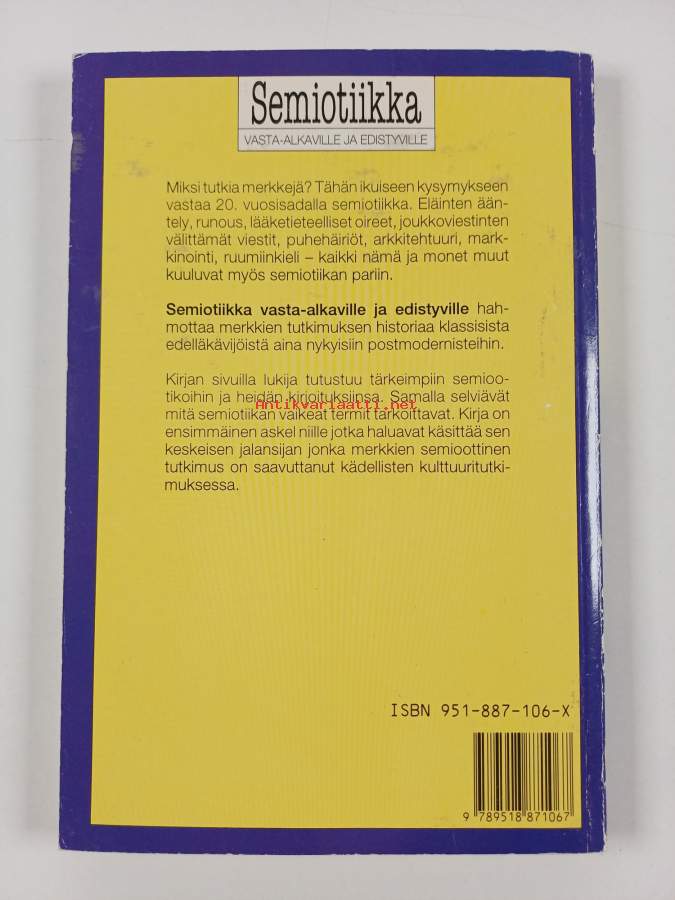 Semiotiikka
VASTA-ALKAVILLE JA EDISTYVILLE
Miksi tutkia merkkejä? Tähän ikuiseen kysymykseen
vastaa 20. vuosisadalla semiotiikka. Eläinten ään-
tely, runous, lääketieteelliset oireet, joukkoviestinten
välittämät viestit, puhehäiriöt, arkkitehtuuri, mark-
kinointi, ruumiinkieli – kaikki nämä ja monet muut
kuuluvat myös semiotiikan pariin.
Semiotiikka vasta-alkaville ja edistyville hah-
mottaa merkkien tutkimuksen historiaa klassisista
edelläkävijöistä aina nykyisiin postmodernisteihin.
Kirjan sivuilla lukija tutustuu tärkeimpiin semioo-
tikoihin ja heidän kirjoituksiinsa. Samalla selviävät
Antikvariaatti.net
mitä semiotiikan vaikeat termit tarkoittavat. Kirja on
ensimmäinen askel niille jotka haluavat käsittää sen
keskeisen jalansijan jonka merkkien semioottinen
tutkimus on saavuttanut kädellisten kulttuuritutki-
muksessa.
ISBN 951-887-106-X
9 789518 871067